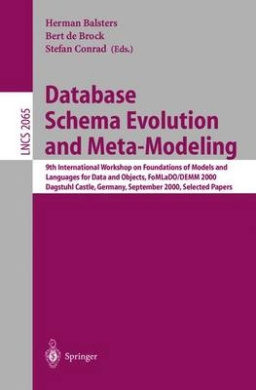 Herman Balsters
Bert de Brock
Stefan Conrad (Eds.)
LNCS 2065
Database
Schema Evolution
and Meta-Modeling
9th International Workshop on Foundations of Models and
Languages for Data and Objects, FoMLaDO/DEMM 2000
Dagstuhl Castle, Germany, September 2000, Selected Papers
Springer